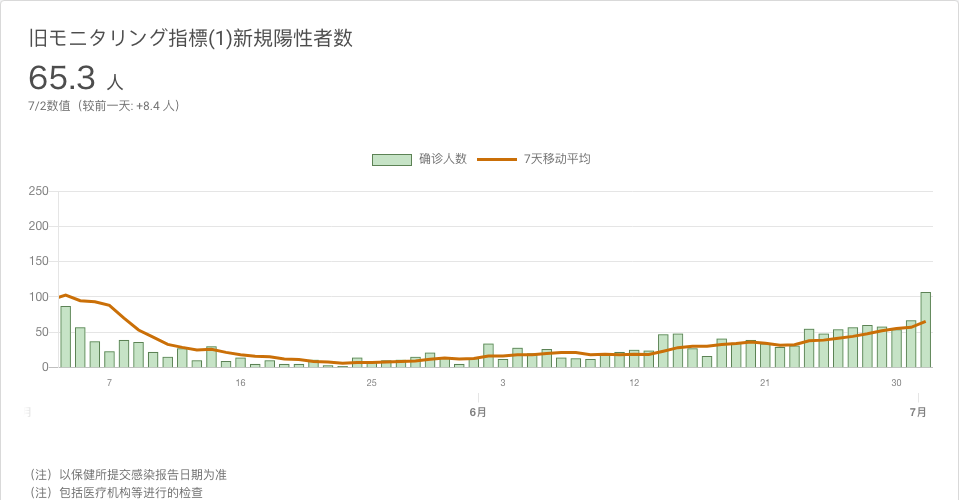 旧モニタリング指標(1)新規陽性者数
65.3 人
7/2数值（较前一天: +8.4 人）
确诊人数 7天移动平均
250
200
150
100
50
0
7 16 25 3 12 21 30
6月 7月
（注）以保健所提交感染报告日期为准
（注）包括医疗机构等进行的检查